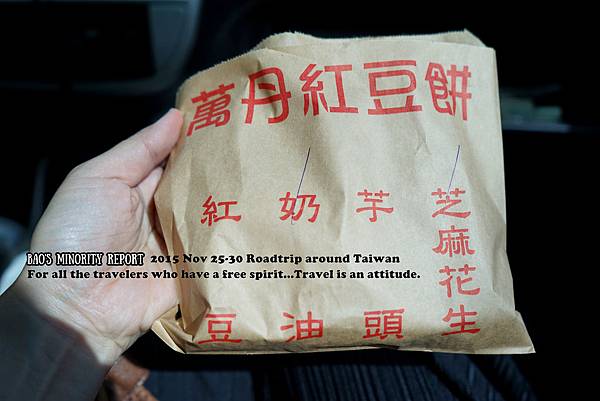 萬丹紅豆餅
紅豆
奶油
芋頭
芝麻花生
BAO'S MINORITY REPORT 2015 Nov 25-30 Roadtrip around Taiwan
For all the travelers who have a free spirit...Travel is an attitude.